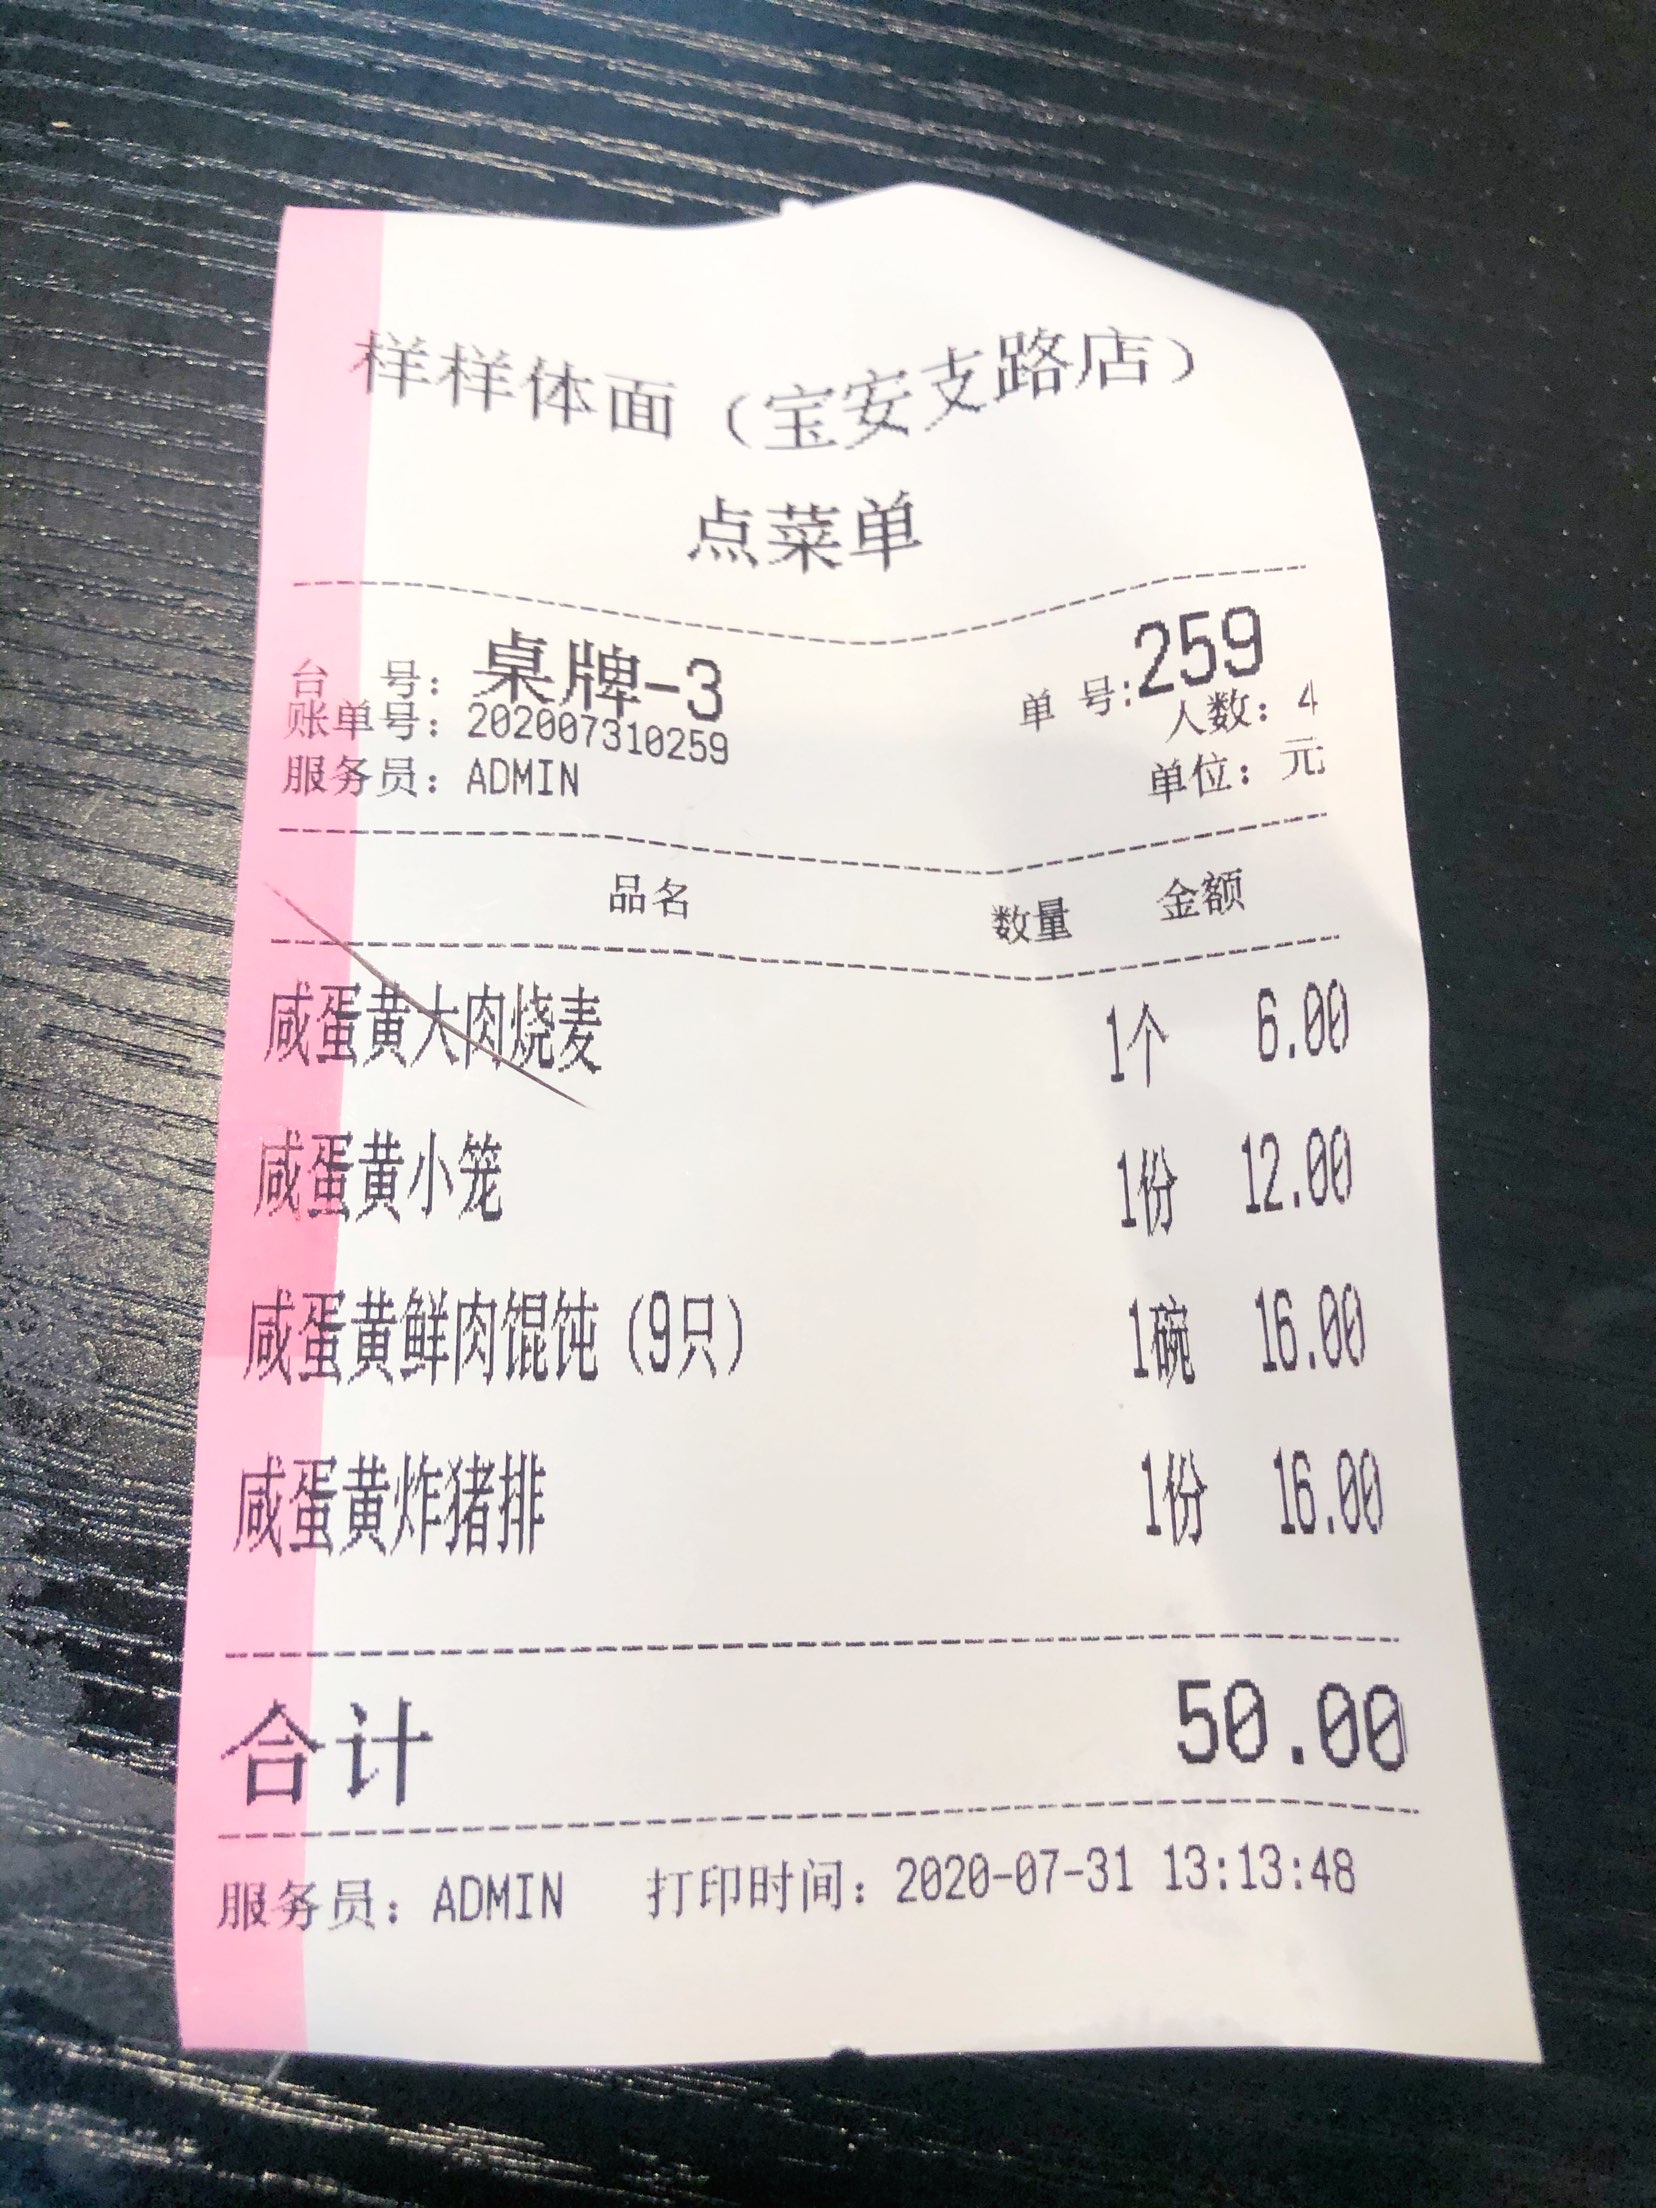 样样体面（宝安支路店）
点菜单
台 号：桌牌-3 单 号:259
账单号：202007310259 人数：4
服务员：ADMIN 单位：元
品名 数量 金额
咸蛋黄大肉烧麦 1个 6.00
咸蛋黄小笼 1份 12.00
咸蛋黄鲜肉馄饨（9只） 1碗 16.00
咸蛋黄炸猪排 1份 16.00
合计 50.00
服务员：ADMIN 打印时间：2020-07-31 13:13:48